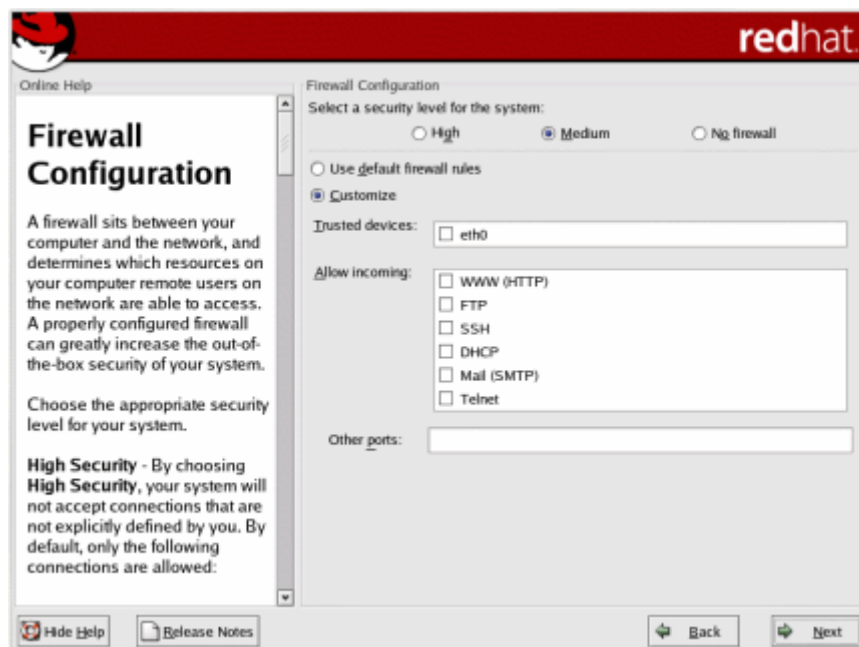 redhat.
Online Help
Firewall
Configuration
A firewall sits between your
computer and the network, and
determines which resources on
your computer remote users on
the network are able to access.
A properly configured firewall
can greatly increase the out-of-
the-box security of your system.
Choose the appropriate security
level for your system.
High Security - By choosing
High Security, your system will
not accept connections that are
not explicitly defined by you. By
default, only the following
connections are allowed:
Firewall Configuration
Select a security level for the system:
High Medium No firewall
Use default firewall rules
Customize
Trusted devices: eth0
Allow incoming: WWW (HTTP)
FTP
SSH
DHCP
Mail (SMTP)
Telnet
Other ports:
Hide Help Release Notes Back Next